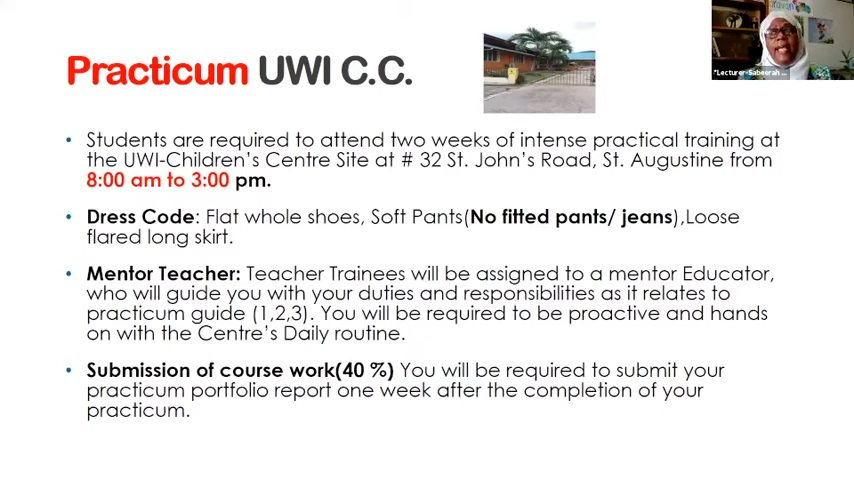 Practicum UWI C.C.
*Lecturer-Sabeerah ...
• Students are required to attend two weeks of intense practical training at
the UWI-Children's Centre Site at # 32 St. John's Road, St. Augustine from
8:00 am to 3:00 pm.
• Dress Code: Flat whole shoes, Soft Pants(No fitted pants/ jeans),Loose
flared long skirt.
• Mentor Teacher: Teacher Trainees will be assigned to a mentor Educator,
who will guide you with your duties and responsibilities as it relates to
practicum guide (1,2,3). You will be required to be proactive and hands
on with the Centre's Daily routine.
• Submission of course work(40 %) You will be required to submit your
practicum portfolio report one week after the completion of your
practicum.